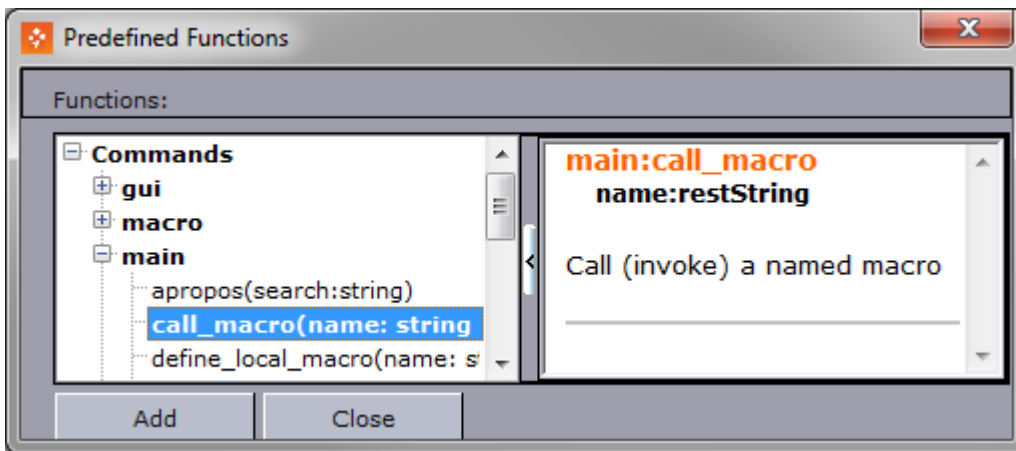 Predefined Functions
Functions:
Commands
gui
macro
main
apropos(search:string)
call_macro(name: string
define_local_macro(name: s
main:call_macro
name:restString
Call (invoke) a named macro
Add
Close